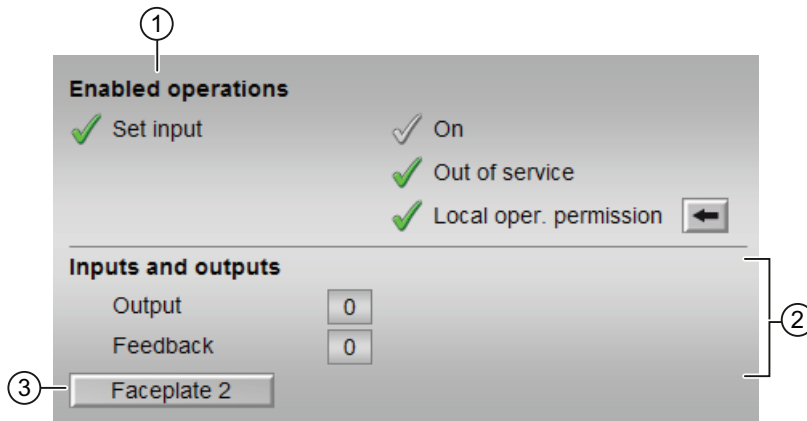 1
Enabled operations
Set input
On
Out of service
Local oper. permission
Inputs and outputs
Output 0
Feedback 0
2
3
Faceplate 2